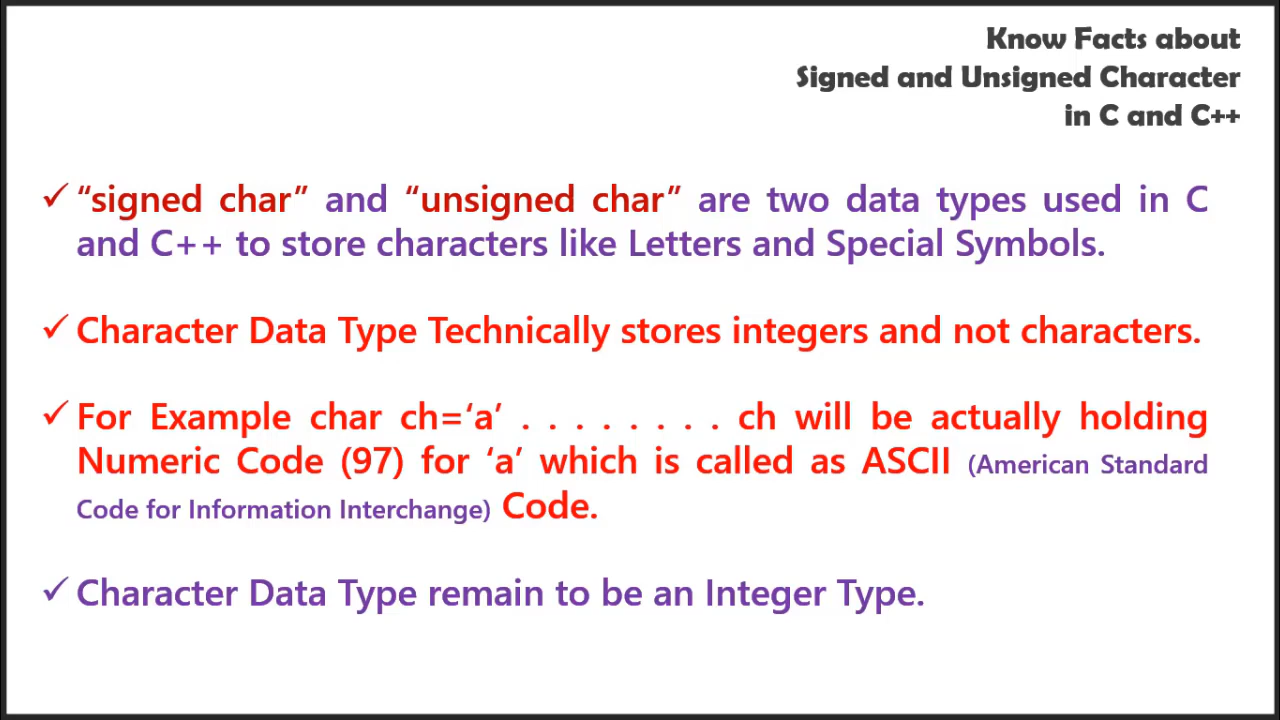 Know Facts about
Signed and Unsigned Character
in C and C++
✓ “signed char” and “unsigned char” are two data types used in C
and C++ to store characters like Letters and Special Symbols.
✓ Character Data Type Technically stores integers and not characters.
✓ For Example char ch=‘a’ . . . . . . . . ch will be actually holding
Numeric Code (97) for ‘a’ which is called as ASCII (American Standard
Code for Information Interchange) Code.
✓ Character Data Type remain to be an Integer Type.